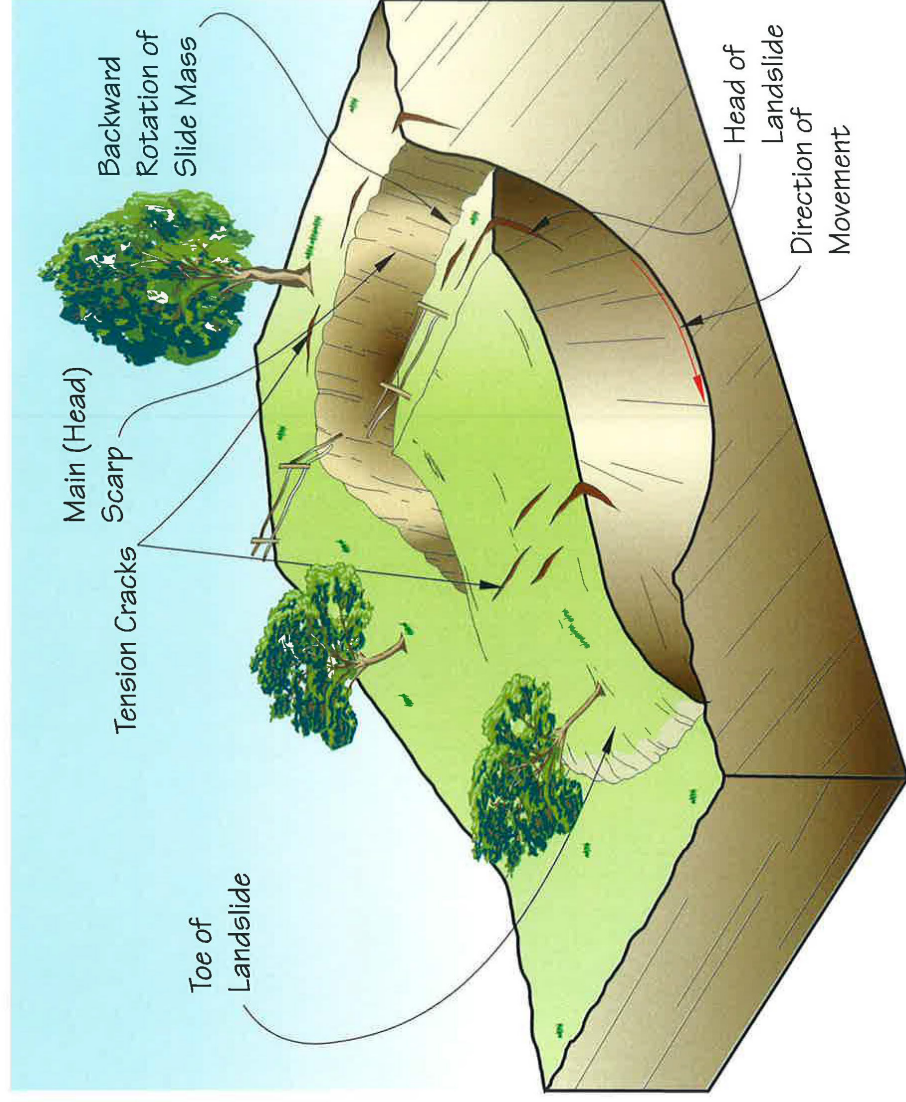 Backward
Rotation of
Slide Mass
Main (Head)
Scarp
Tension Cracks
Toe of
Landslide
Head of
Landslide
Direction of
Movement